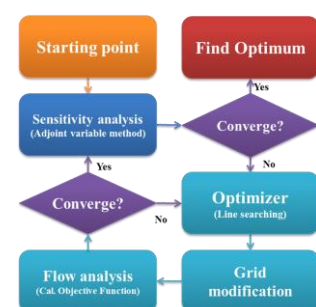 Starting point
Find Optimum
Yes
Sensitivity analysis
(Adjoint variable method)
Converge?
Yes
No
Converge?
No
Optimizer
(Line searching)
Flow analysis
(Cal. Objective Function)
Grid
modification